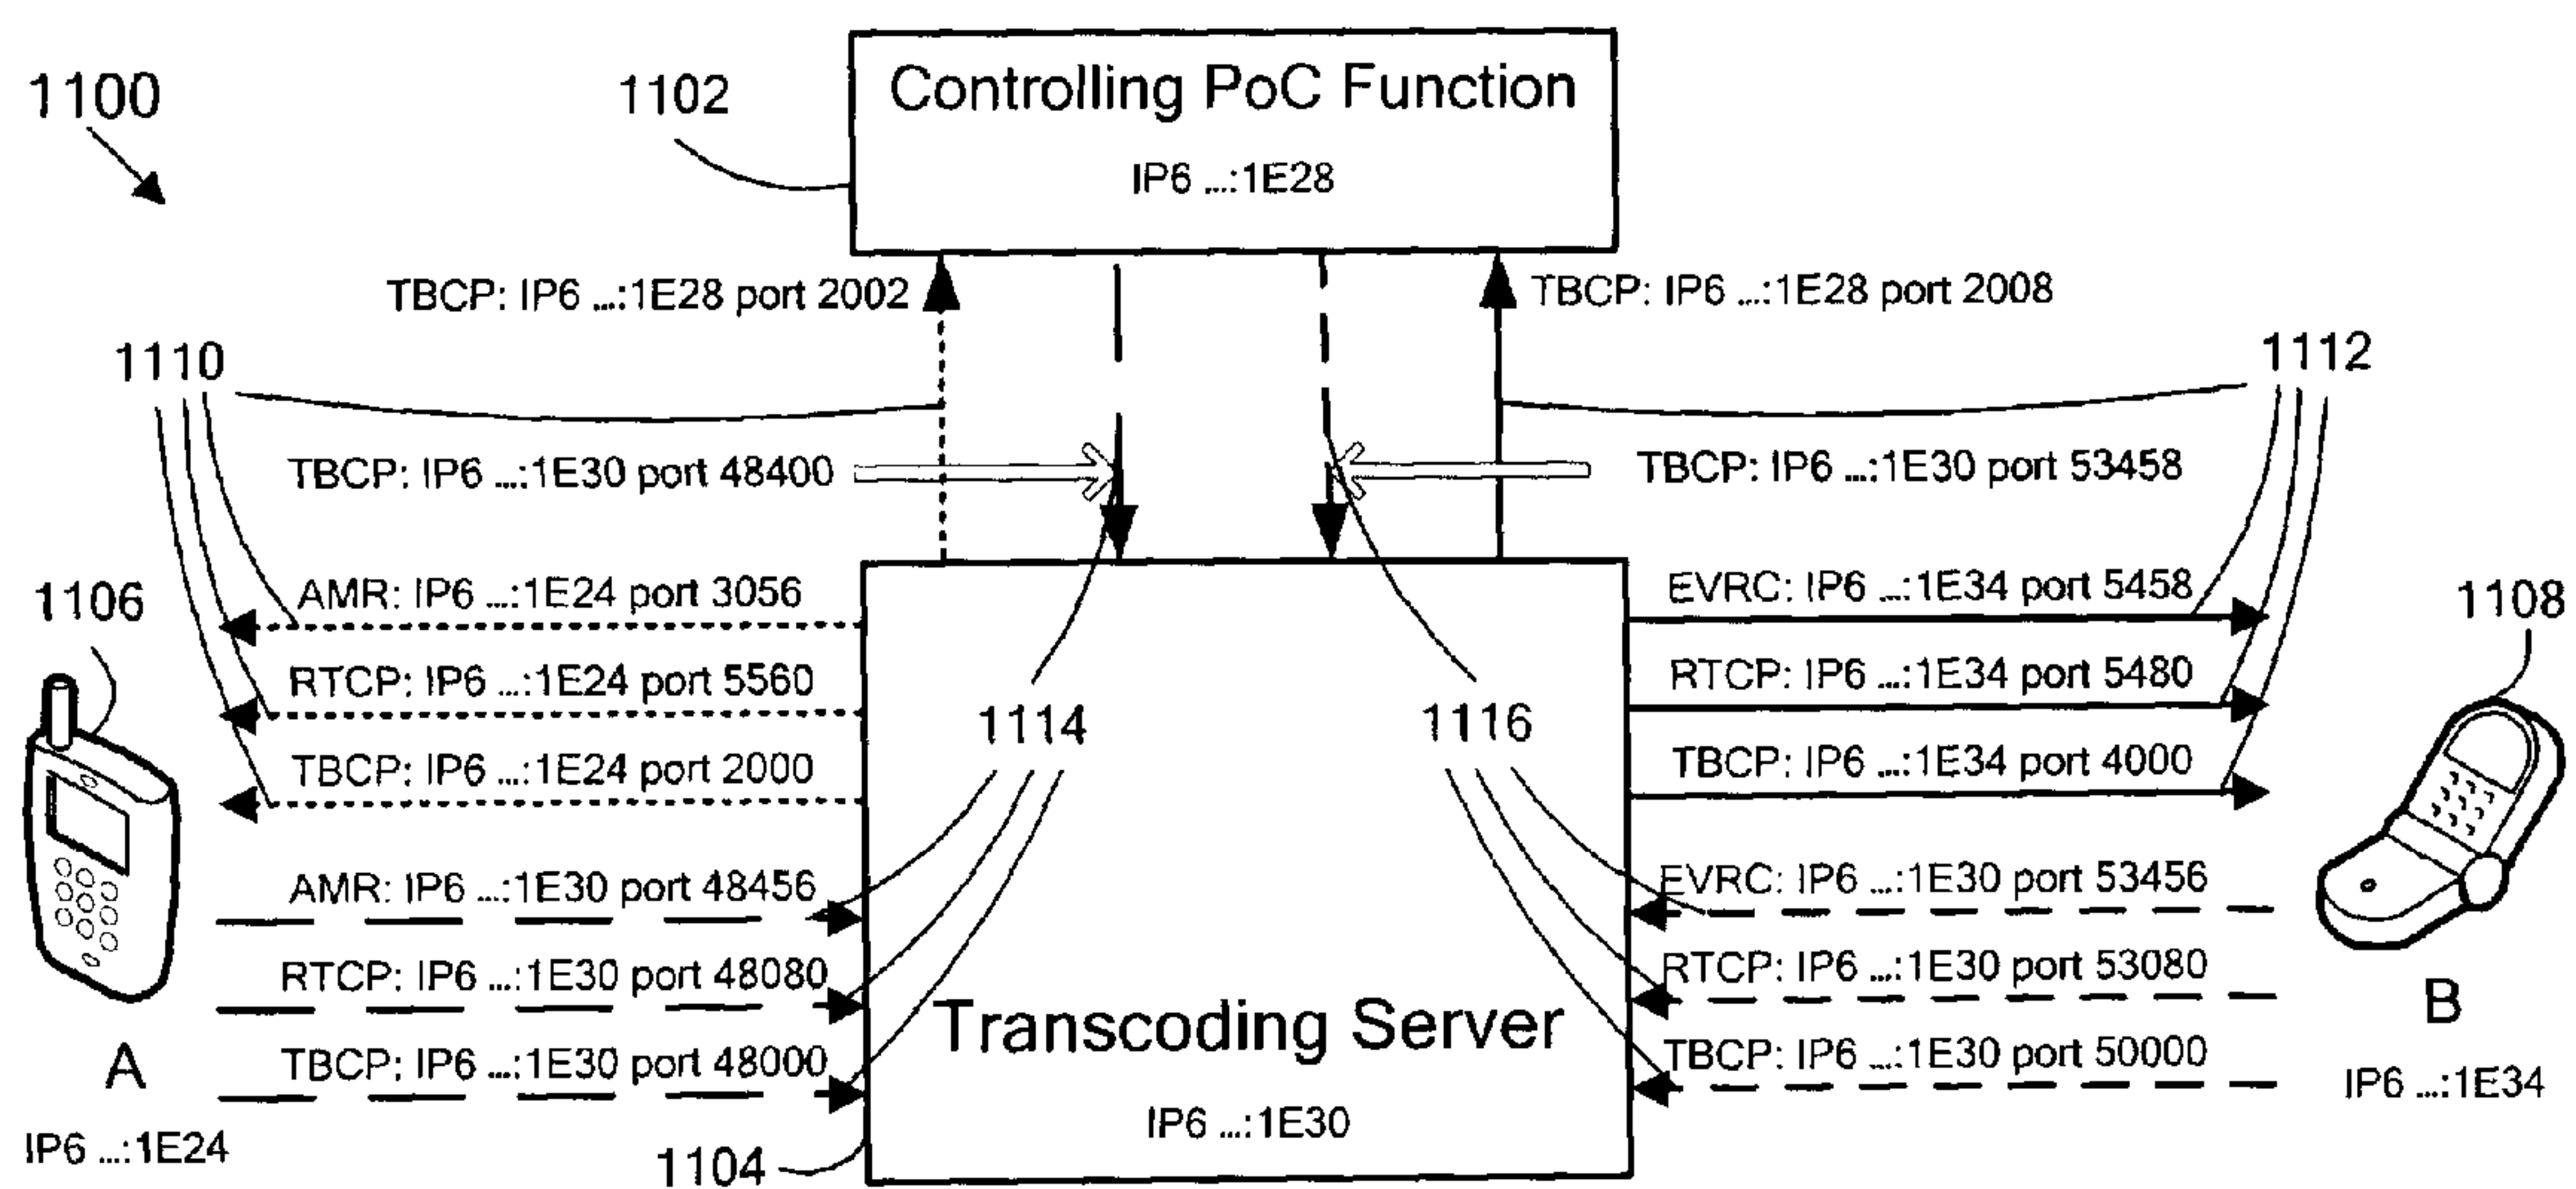 1100
1102
Controlling PoC Function
IP6 ...:1E28
TBCP: IP6 ...:1E28 port 2002
TBCP: IP6 ...:1E28 port 2008
1110
1112
TBCP: IP6 ...:1E30 port 48400
TBCP: IP6 ...:1E30 port 53458
1106
AMR: IP6 ...:1E24 port 3056
EVRC: IP6 ...:1E34 port 5458
1108
RTCP: IP6 ...:1E24 port 5560
RTCP: IP6 ...:1E34 port 5480
1114
1116
TBCP: IP6 ...:1E24 port 2000
TBCP: IP6 ...:1E34 port 4000
AMR: IP6 ...:1E30 port 48456
EVRC: IP6 ...:1E30 port 53456
RTCP: IP6 ...:1E30 port 48080
RTCP: IP6 ...:1E30 port 53080
Transcoding Server
TBCP: IP6 ...:1E30 port 48000
TBCP: IP6 ...:1E30 port 50000
A
B
IP6 ...:1E24
IP6 ...:1E30
IP6 ...:1E34
1104